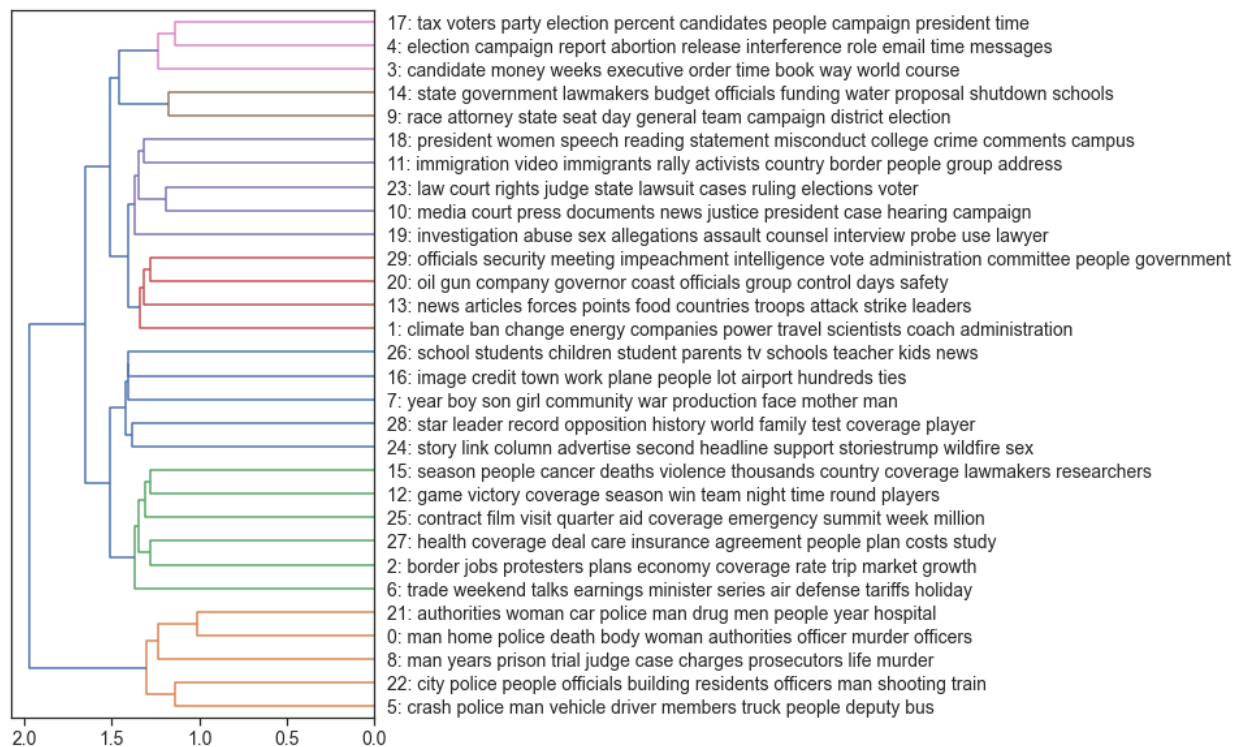 17: tax voters party election percent candidates people campaign president time
4: election campaign report abortion release interference role email time messages
3: candidate money weeks executive order time book way world course
14: state government lawmakers budget officials funding water proposal shutdown schools
9: race attorney state seat day general team campaign district election
18: president women speech reading statement misconduct college crime comments campus
11: immigration video immigrants rally activists country border people group address
23: law court rights judge state lawsuit cases ruling elections voter
10: media court press documents news justice president case hearing campaign
19: investigation abuse sex allegations assault counsel interview probe use lawyer
29: officials security meeting impeachment intelligence vote administration committee people government
20: oil gun company governor coast officials group control days safety
13: news articles forces points food countries troops attack strike leaders
1: climate ban change energy companies power travel scientists coach administration
26: school students children student parents tv schools teacher kids news
16: image credit town work plane people lot airport hundreds ties
7: year boy son girl community war production face mother man
28: star leader record opposition history world family test coverage player
24: story link column advertise second headline support storiestrump wildfire sex
15: season people cancer deaths violence thousands country coverage lawmakers researchers
12: game victory coverage season win team night time round players
25: contract film visit quarter aid coverage emergency summit week million
27: health coverage deal care insurance agreement people plan costs study
2: border jobs protesters plans economy coverage rate trip market growth
6: trade weekend talks earnings minister series air defense tariffs holiday
21: authorities woman car police man drug men people year hospital
0: man home police death body woman authorities officer murder officers
8: man years prison trial judge case charges prosecutors life murder
22: city police people officials building residents officers man shooting train
5: crash police man vehicle driver members truck people deputy bus
2.0 1.5 1.0 0.5 0.0